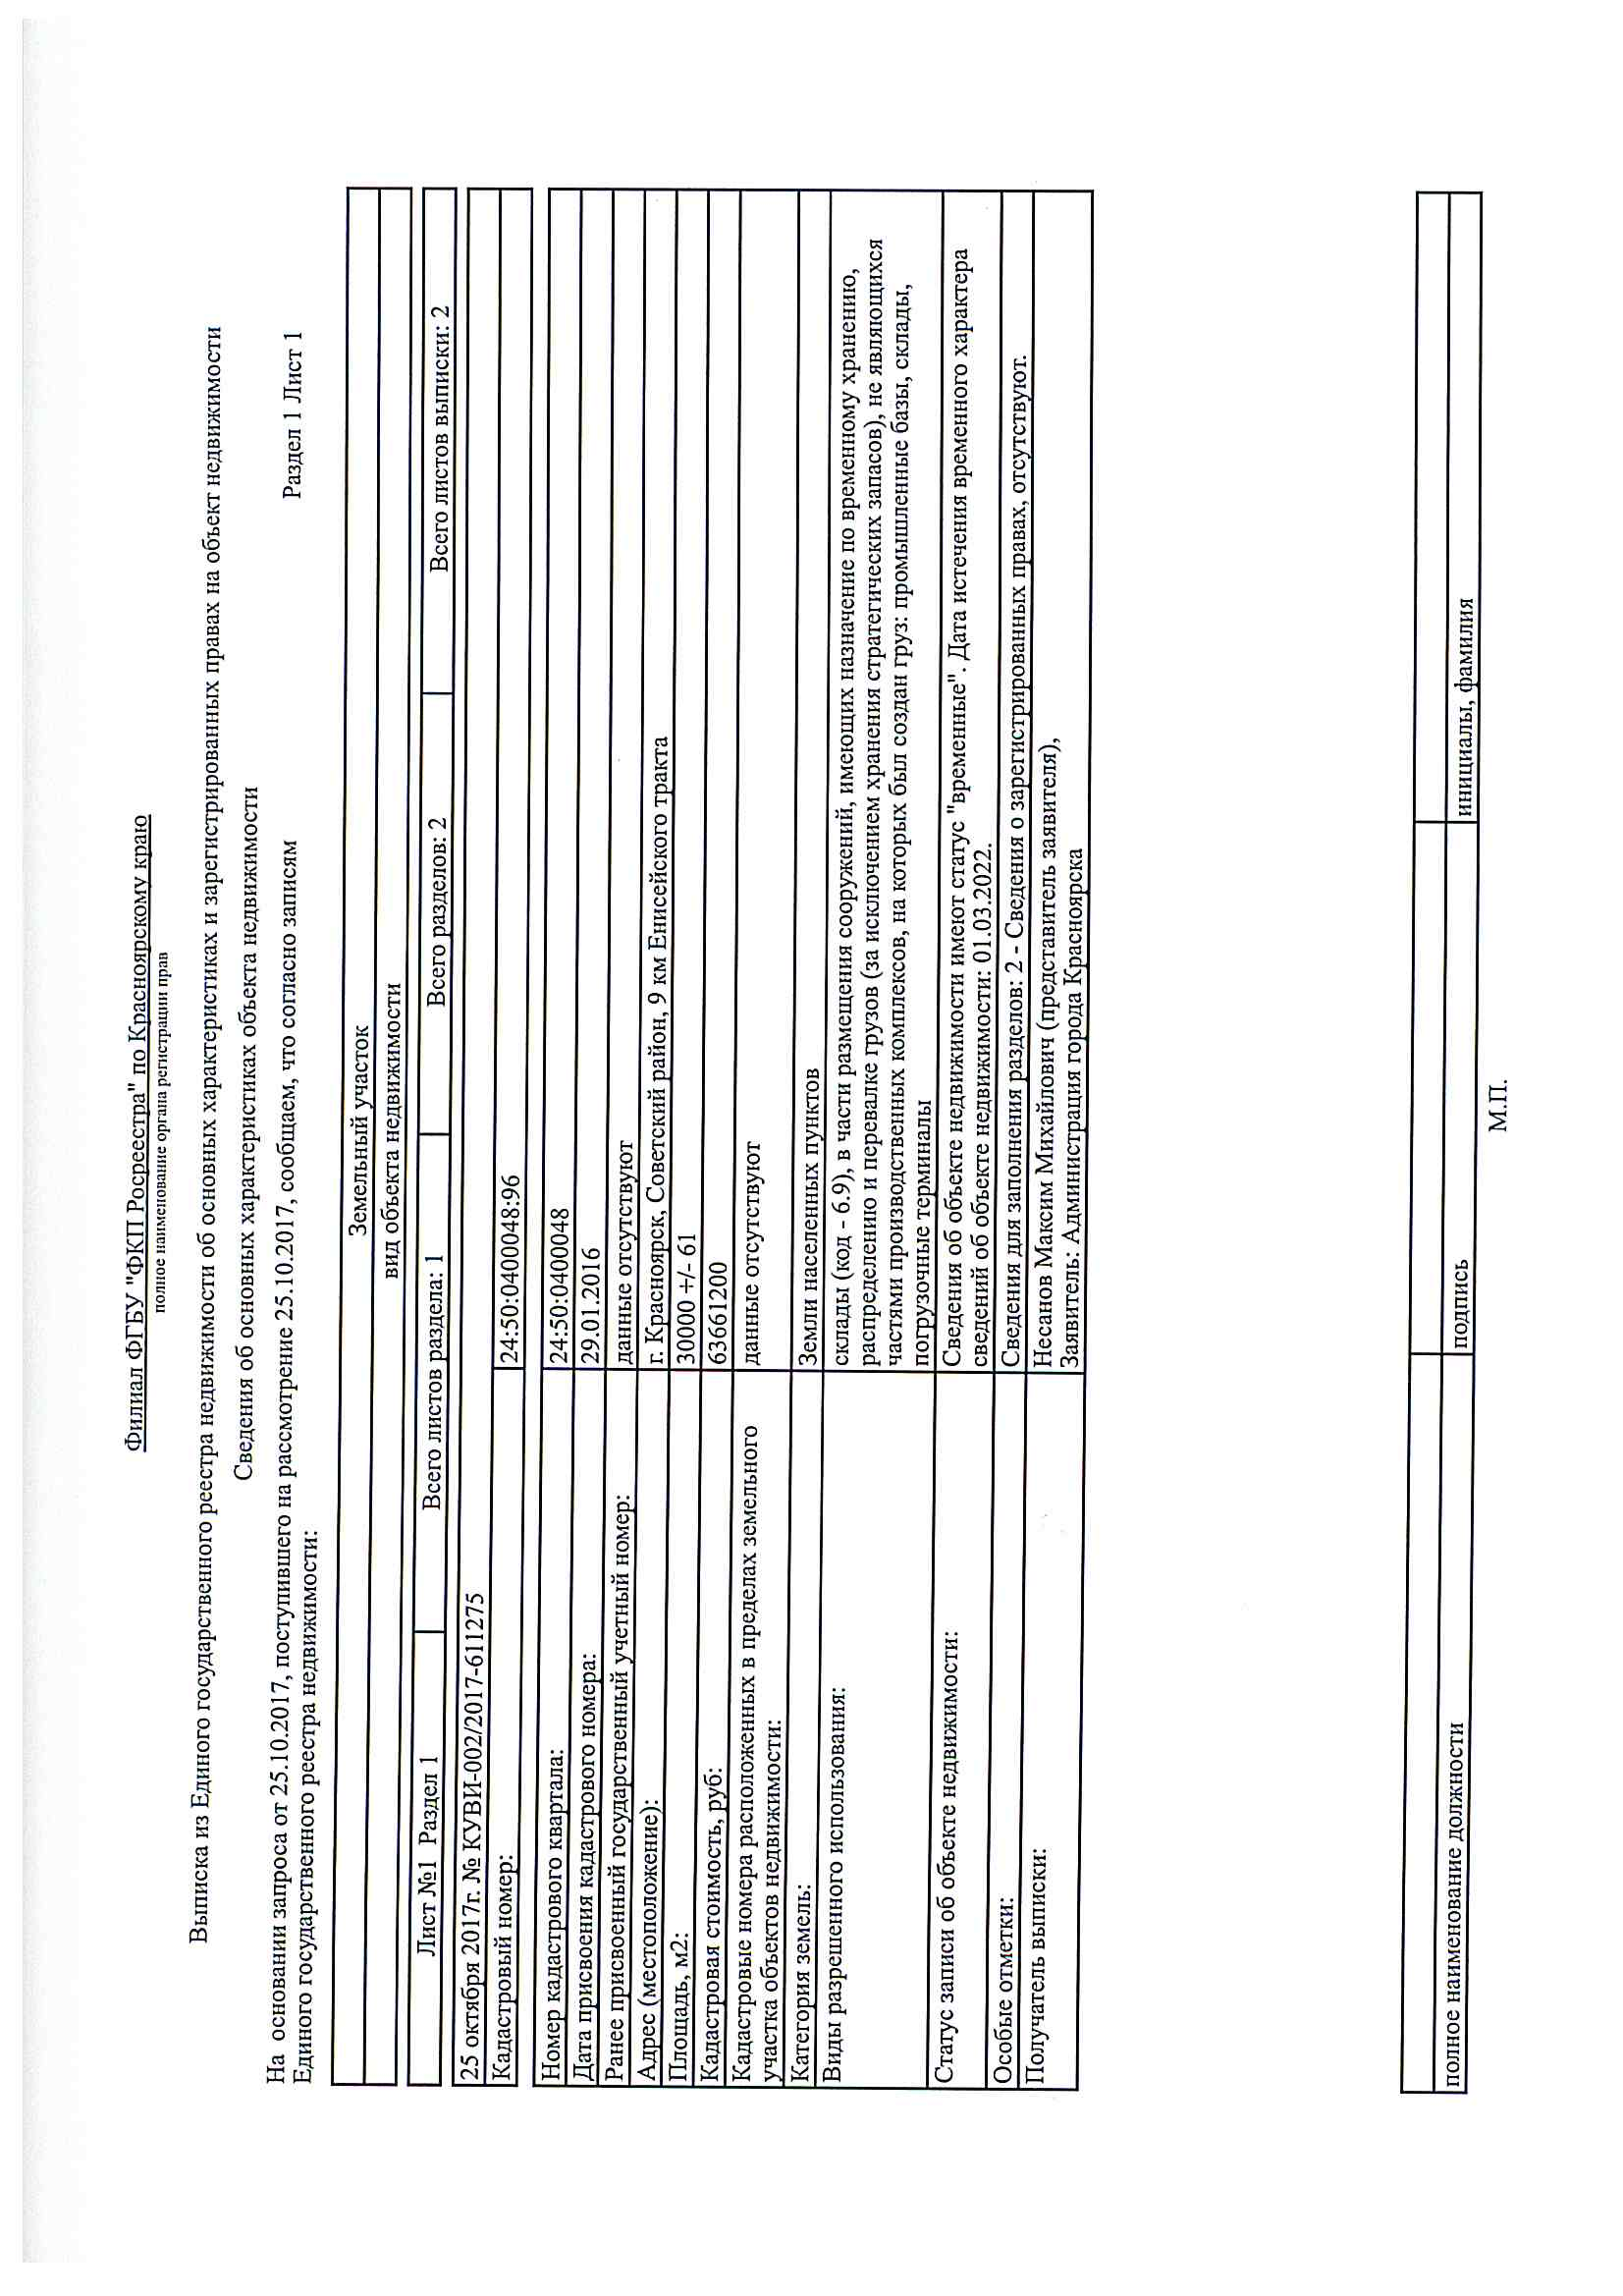 Филиал ФГБУ "ФКП Росреестра" по Красноярскому краю
полное наименование органа регистрации прав
Выписка из Единого государственного реестра недвижимости об основных характеристиках и зарегистрированных правах на объект недвижимости
Сведения об основных характеристиках объекта недвижимости
На основании запроса от 25.10.2017, поступившего на рассмотрение 25.10.2017, сообщаем, что согласно записям
Единого государственного реестра недвижимости:
Раздел 1 Лист 1
Земельный участок
вид объекта недвижимости
Лист №1 Раздел 1 Всего листов раздела: 1 Всего разделов: 2 Всего листов выписки: 2
25 октября 2017г. № КУВИ-002/2017-611275
Кадастровый номер: 24:50:0400048:96
Номер кадастрового квартала: 24:50:0400048
Дата присвоения кадастрового номера: 29.01.2016
Ранее присвоенный государственный учетный номер: данные отсутствуют
Адрес (местоположение): г. Красноярск, Советский район, 9 км Енисейского тракта
Площадь, м2: 30000 +/- 61
Кадастровая стоимость, руб: 63661200
Кадастровые номера расположенных в пределах земельного
участка объектов недвижимости:
данные отсутствуют
Категория земель: Земли населенных пунктов
Виды разрешенного использования: склады (код - 6.9), в части размещения сооружений, имеющих назначение по временному хранению,
распределению и перевалке грузов (за исключением хранения стратегических запасов), не являющихся
частями производственных комплексов, на которых был создан груз: промышленные базы, склады,
погрузочные терминалы
Статус записи об объекте недвижимости: Сведения об объекте недвижимости имеют статус "временные". Дата истечения временного характера
сведений об объекте недвижимости: 01.03.2022.
Особые отметки: Сведения для заполнения разделов: 2 - Сведения о зарегистрированных правах, отсутствуют.
Получатель выписки: Несанов Максим Михайлович (представитель заявителя),
Заявитель: Администрация города Красноярска
полное наименование должности подпись инициалы, фамилия
М.П.